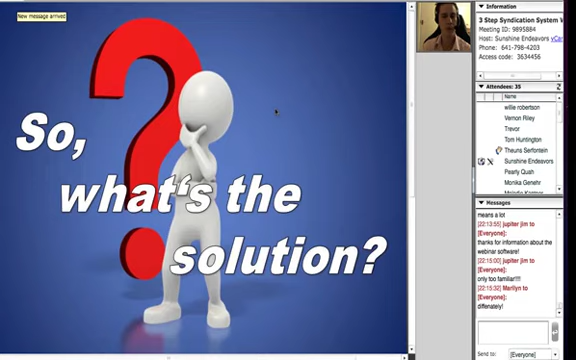 New message arrived
So,
what's the
solution?
Information
3 Step Syndication System W
Meeting ID: 9895884
Host: Sunshine Endeavors vCar
Phone: 641-798-4203
Access code: 3634456
Attendees: 35
Name
willie robertson
Vernon Riley
Trevor
Tom Huntington
Theuns Serfontein
Sunshine Endeavors
Pearly Quah
Monika Genehr
Messages
means a lot
[22:13:55] jupiter jim to
[Everyone]:
thanks for information about the
webinar software!
[22:15:00] jupiter jim to
[Everyone]:
only too familiar!!!!
[22:15:32] Marilyn to
[Everyone]:
diffenately!
Send to: [Everyone]